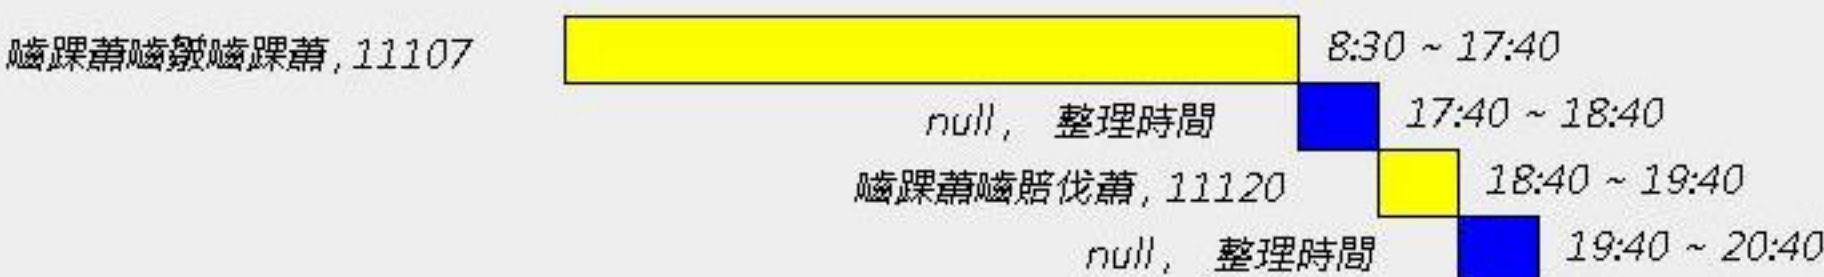 嚙踝蕭嚙皺嚙踝蕭, 11107 8:30 ~ 17:40
null, 整理時間 17:40 ~ 18:40
嚙踝蕭嚙賠伐蕭, 11120 18:40 ~ 19:40
null, 整理時間 19:40 ~ 20:40